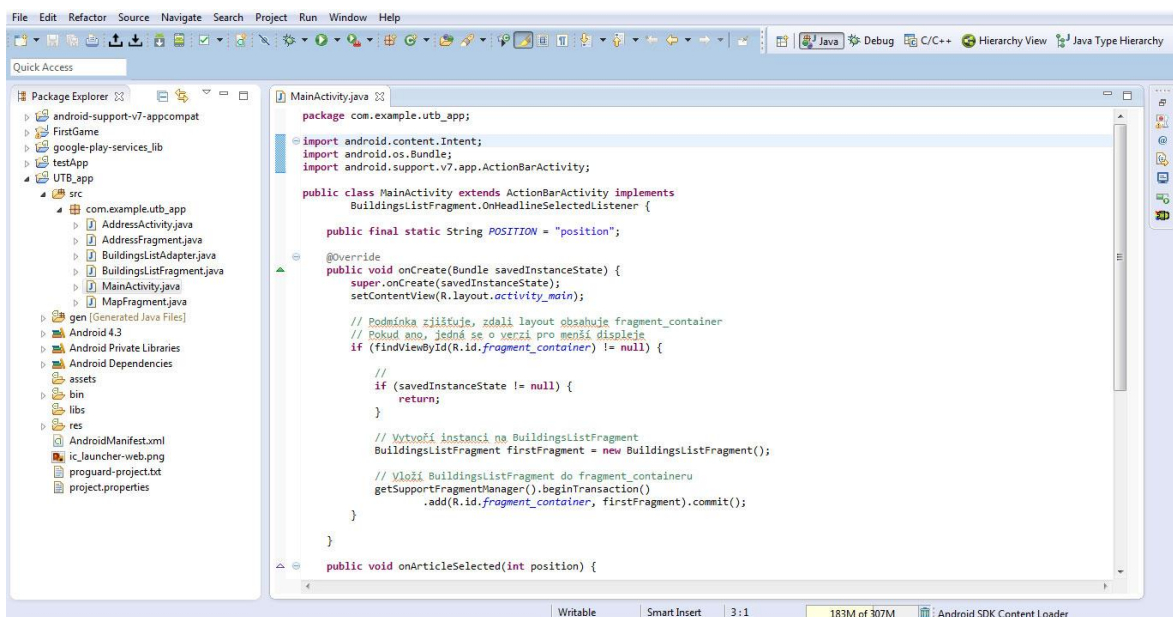 File Edit Refactor Source Navigate Search Project Run Window Help
Java Debug C/C++ Hierarchy View Java Type Hierarchy
Quick Access
Package Explorer
android-support-v7-appcompat
FirstGame
google-play-services_lib
testApp
UTB_app
src
com.example.utb_app
AddressActivity.java
AddressFragment.java
BuildingsListAdapter.java
BuildingsListFragment.java
MainActivity.java
MapFragment.java
gen [Generated Java Files]
Android 4.3
Android Private Libraries
Android Dependencies
assets
bin
libs
res
AndroidManifest.xml
ic_launcher-web.png
proguard-project.txt
project.properties
MainActivity.java
package com.example.utb_app;
import android.content.Intent;
import android.os.Bundle;
import android.support.v7.app.ActionBarActivity;
public class MainActivity extends ActionBarActivity implements
BuildingsListFragment.OnHeadlineSelectedListener {
public final static String POSITION = "position";
@Override
public void onCreate(Bundle savedInstanceState) {
super.onCreate(savedInstanceState);
setContentView(R.layout.activity_main);
// Podmínka zjišťuje, zdali layout obsahuje fragment_container
// Pokud ano, jedná se o verzi pro menší displeje
if (findViewById(R.id.fragment_container) != null) {
//
if (savedInstanceState != null) {
return;
}
// Vytvoří instanci na BuildingsListFragment
BuildingsListFragment firstFragment = new BuildingsListFragment();
// Vloží BuildingsListFragment do fragment_containeru
getSupportFragmentManager().beginTransaction()
.add(R.id.fragment_container, firstFragment).commit();
}
}
public void onArticleSelected(int position) {
Writable Smart Insert 3 : 1 183M of 307M Android SDK Content Loader